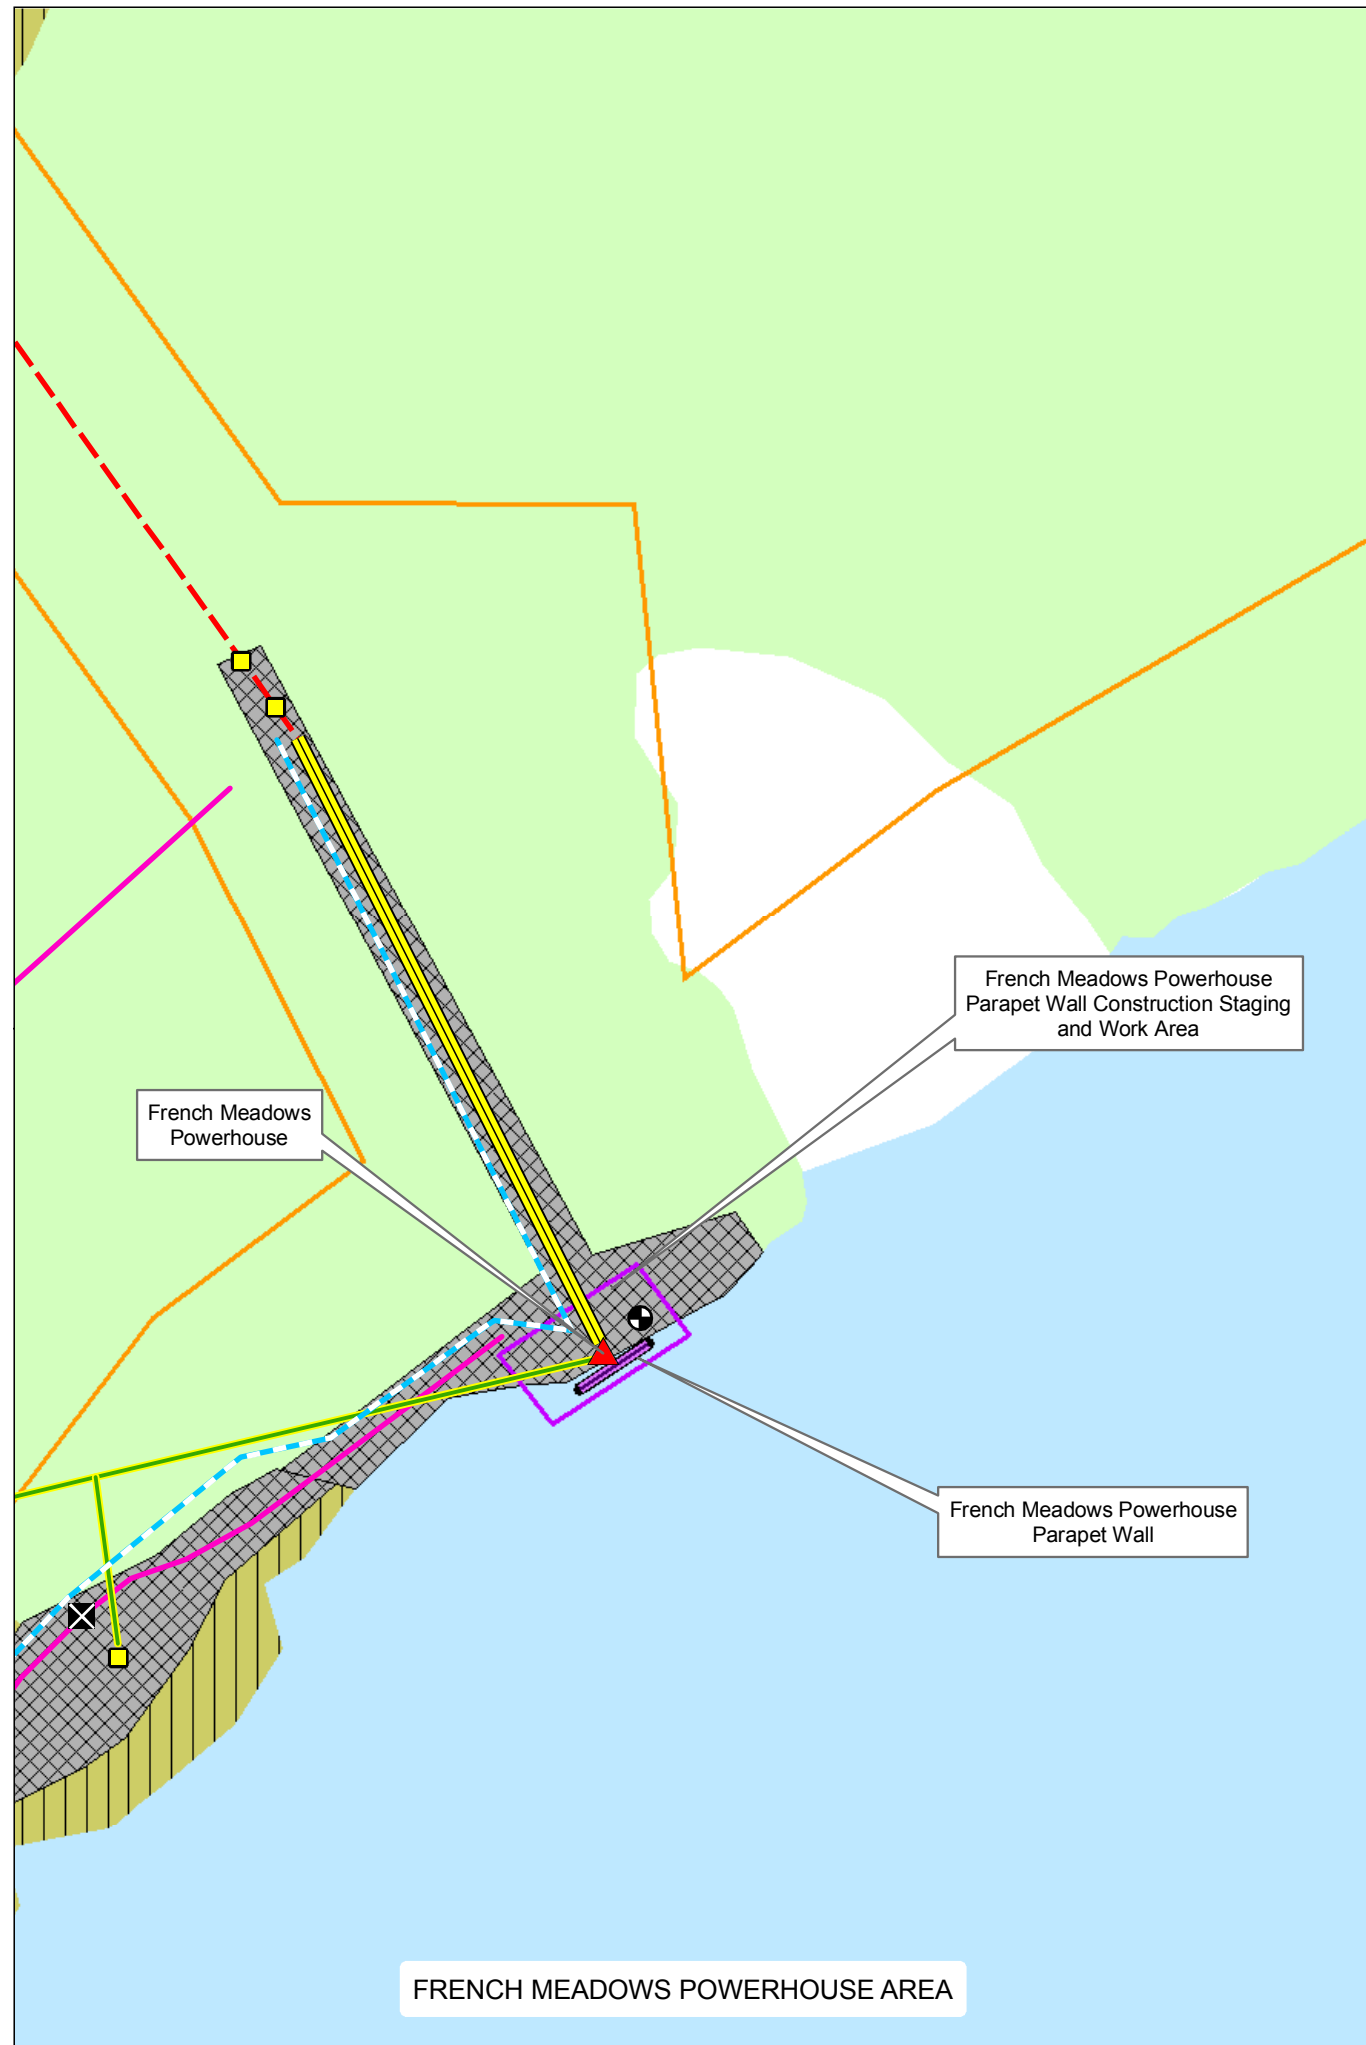 French Meadows Powerhouse
Parapet Wall Construction Staging
and Work Area
French Meadows
Powerhouse
French Meadows Powerhouse
Parapet Wall
FRENCH MEADOWS POWERHOUSE AREA